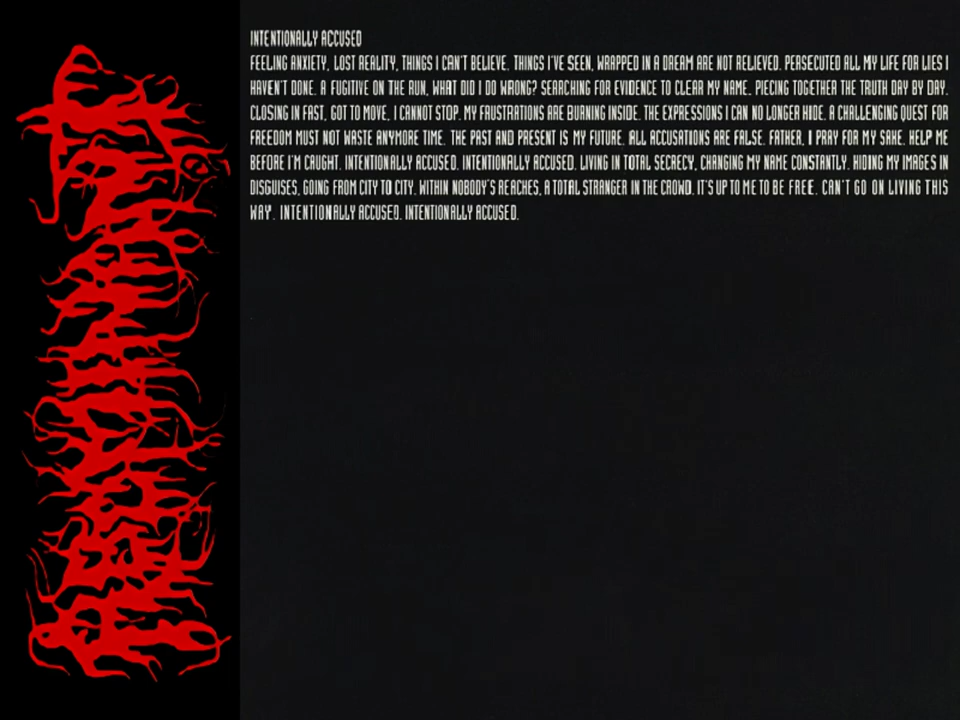 INTENTIONALLY ACCUSED
FEELING ANXIETY, LOST REALITY, THINGS I CAN'T BELIEVE. THINGS I'VE SEEN, WRAPPED IN A DREAM ARE NOT RELIEVED. PERSECUTED ALL MY LIFE FOR LIES I
HAVEN'T DONE. A FUGITIVE ON THE RUN, WHAT DID I DO WRONG? SEARCHING FOR EVIDENCE TO CLEAR MY NAME. PIECING TOGETHER THE TRUTH DAY BY DAY.
CLOSING IN FAST, GOT TO MOVE, I CANNOT STOP. MY FRUSTRATIONS ARE BURNING INSIDE. THE EXPRESSIONS I CAN NO LONGER HIDE. A CHALLENGING QUEST FOR
FREEDOM MUST NOT WASTE ANYMORE TIME. THE PAST AND PRESENT IS MY FUTURE. ALL ACCUSATIONS ARE FALSE. FATHER, I PRAY FOR MY SAKE. HELP ME
BEFORE I'M CAUGHT. INTENTIONALLY ACCUSED. INTENTIONALLY ACCUSED. LIVING IN TOTAL SECRECY, CHANGING MY NAME CONSTANTLY. HIDING MY IMAGES IN
DISGUISES, GOING FROM CITY TO CITY. WITHIN NOBODY'S REACHES, A TOTAL STRANGER IN THE CROWD. IT'S UP TO ME TO BE FREE. CAN'T GO ON LIVING THIS
WAY. INTENTIONALLY ACCUSED. INTENTIONALLY ACCUSED.